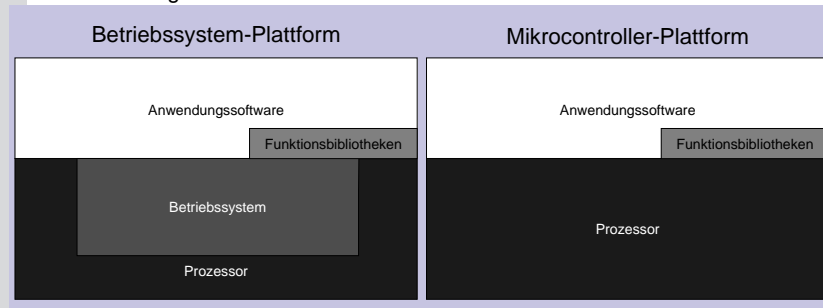 Betriebssystem-Plattform
Anwendungssoftware
Funktionsbibliotheken
Betriebssystem
Prozessor
Mikrocontroller-Plattform
Anwendungssoftware
Funktionsbibliotheken
Prozessor